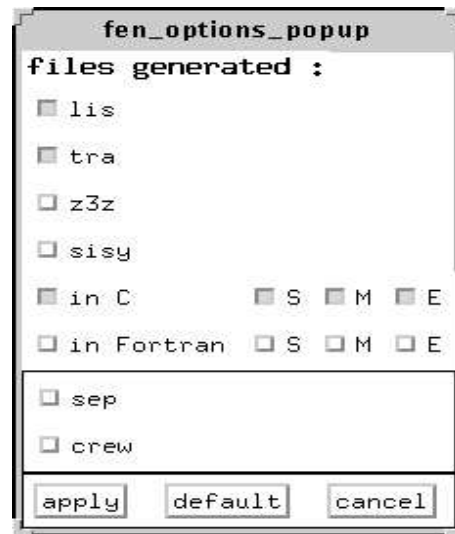 fen_options_popup
files generated :
lis
tra
z3z
sisy
in C S M E
in Fortran S M E
sep
crew
apply default cancel